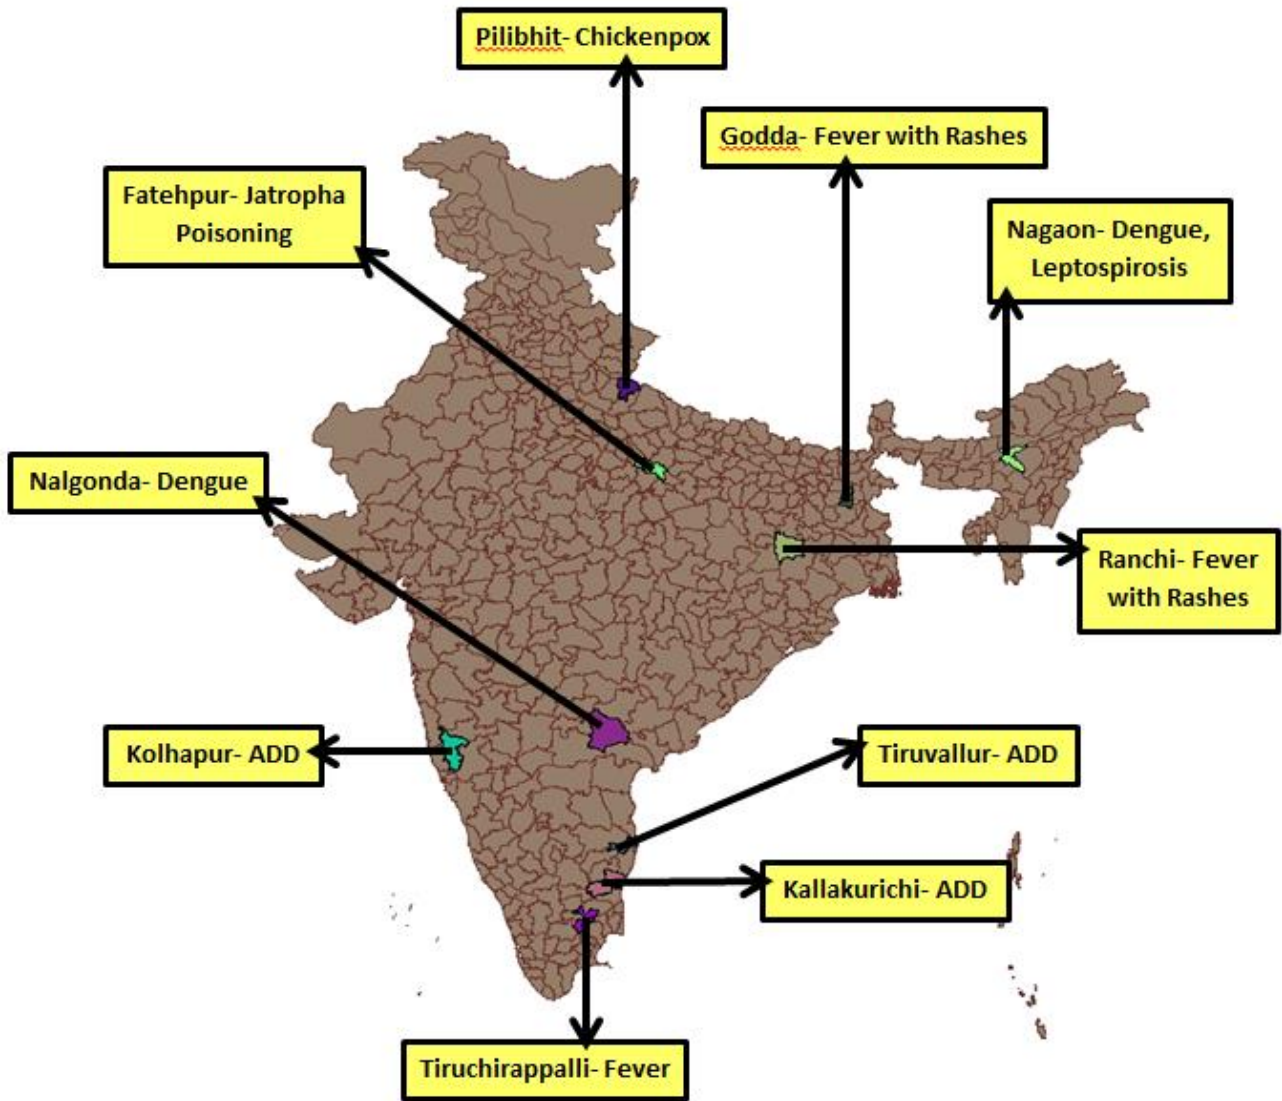 Pilibhit- Chickenpox
Godda- Fever with Rashes
Fatehpur- Jatropha
Poisoning
Nagaon- Dengue,
Leptospirosis
Nalgonda- Dengue
Ranchi- Fever
with Rashes
Kolhapur- ADD
Tiruvallur- ADD
Kallakurichi- ADD
Tiruchirappalli- Fever